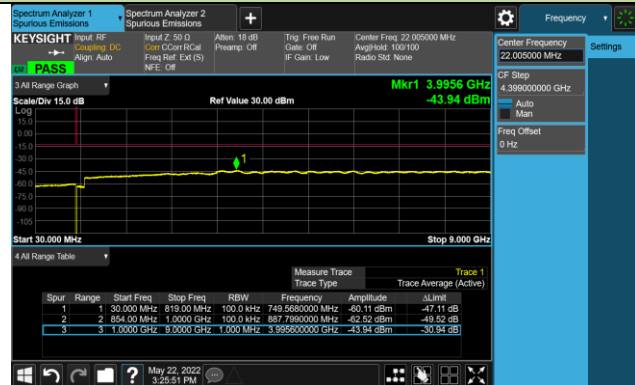 Spectrum Analyzer 1
Spurious Emissions
Spectrum Analyzer 2
Spurious Emissions
Frequency
KEYSIGHT Input: RF
Coupling: DC
Align: Auto
Input Z: 50 Ω
Corr CCorr RCal
Freq Ref: Ext (S)
NFE: Off
Atten: 18 dB
Preamp: Off
Trig: Free Run
Gate: Off
IF Gain: Low
Center Freq: 22.005000 MHz
Avg|Hold: 100/100
Radio Std: None
PASS
Center Frequency
22.005000 MHz
Settings
CF Step
4.399000000 GHz
Auto
Man
Freq Offset
0 Hz
3 All Range Graph
Mkr1 3.9956 GHz
-43.94 dBm
Scale/Div 15.0 dB
Ref Value 30.00 dBm
Log
15.0
0.00
-15.0
-30.0
-45.0
-60.0
-75.0
-90.0
-105
1
Start 30.000 MHz
Stop 9.000 GHz
4 All Range Table
Measure Trace Trace 1
Trace Type Trace Average (Active)
Spur Range Start Freq Stop Freq RBW Frequency Amplitude ΔLimit
1 1 30.000 MHz 819.00 MHz 100.0 kHz 749.5680000 MHz -60.11 dBm -47.11 dB
2 2 854.00 MHz 1.0000 GHz 100.0 kHz 887.7990000 MHz -62.52 dBm -49.52 dB
3 3 1.0000 GHz 9.0000 GHz 1.000 MHz 3.995600000 GHz -43.94 dBm -30.94 dB
May 22, 2022
3:25:51 PM